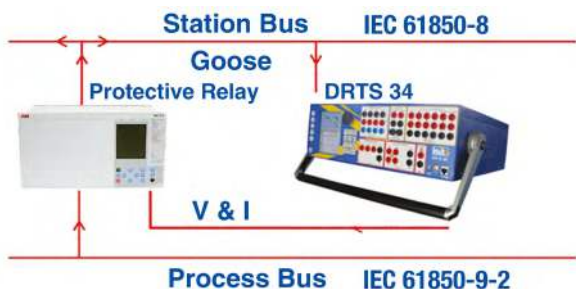 Station Bus IEC 61850-8
Goose
Protective Relay DRTS 34
V & I
Process Bus IEC 61850-9-2